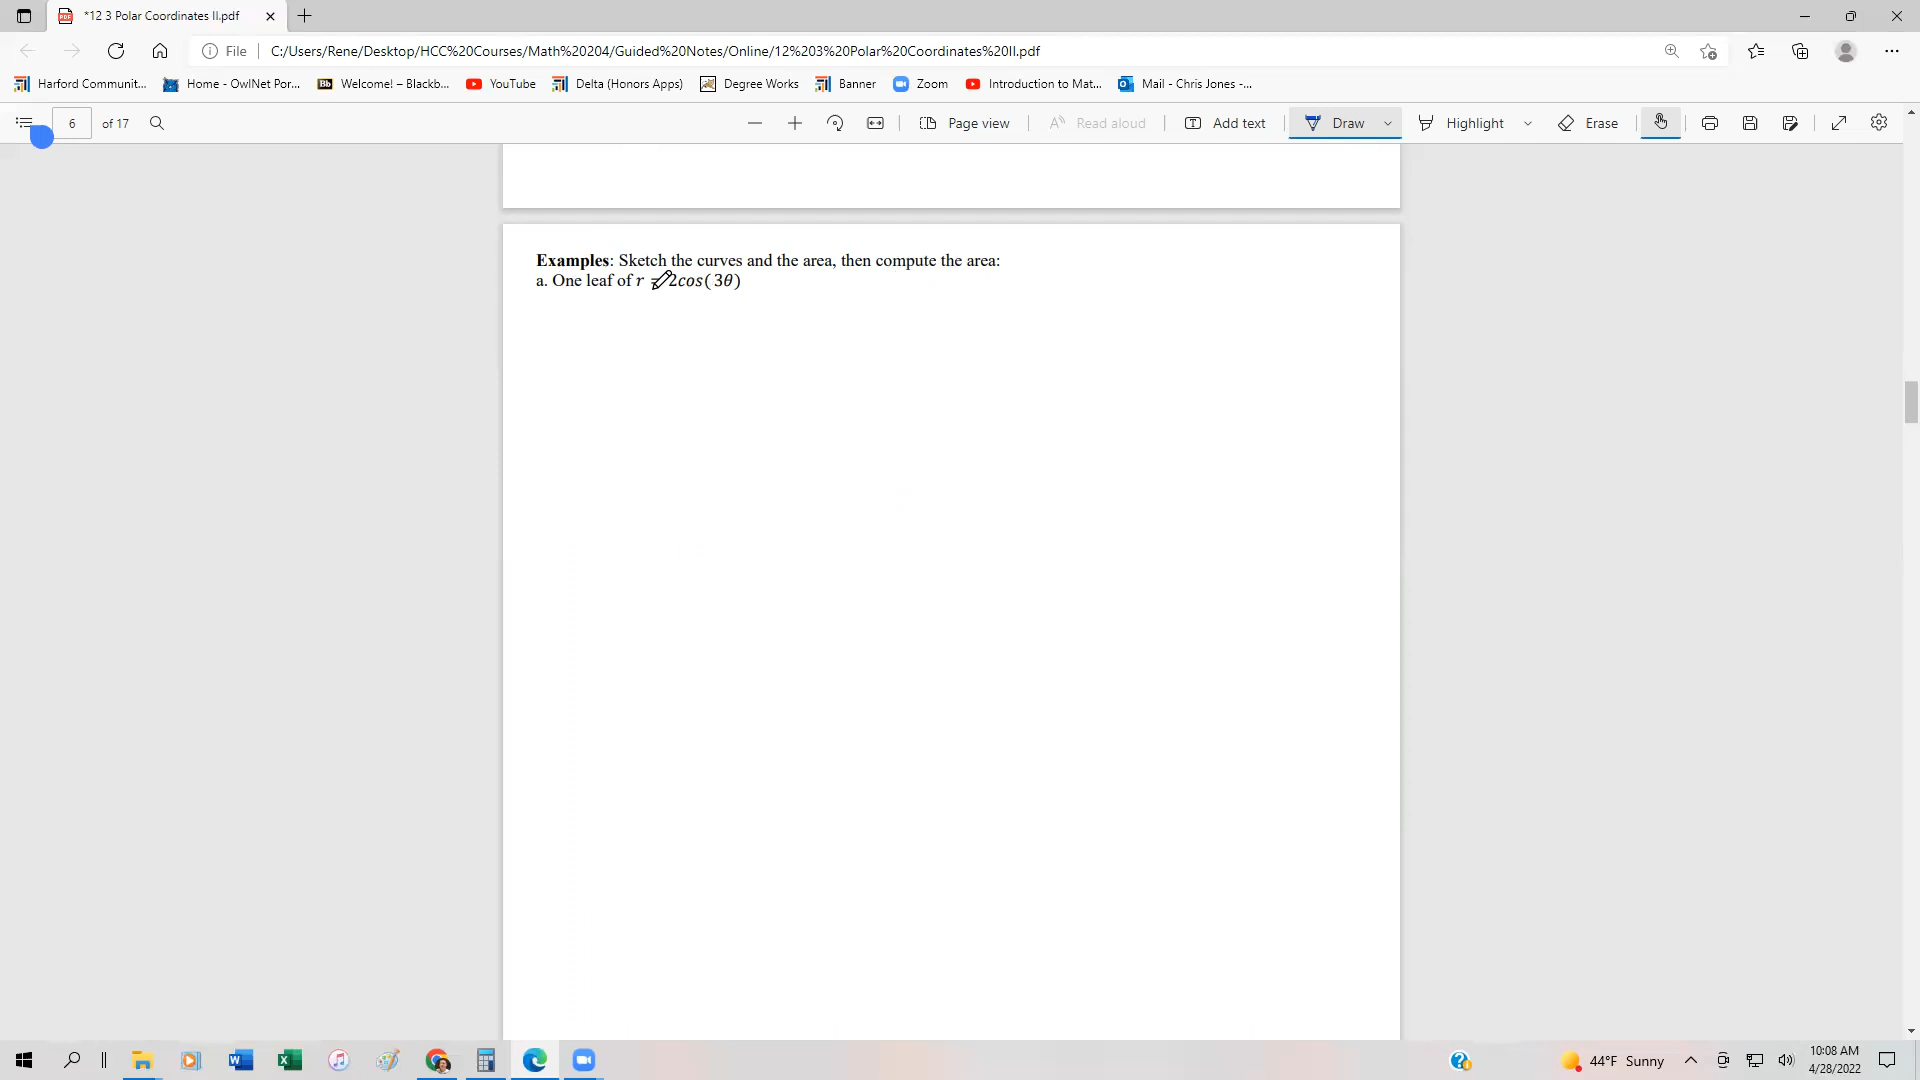 *12 3 Polar Coordinates II.pdf
File C:/Users/Rene/Desktop/HCC%20Courses/Math%20204/Guided%20Notes/Online/12%203%20Polar%20Coordinates%20II.pdf
Harford Communit... Home - OwlNet Por... Bb Welcome! – Blackb... YouTube Delta (Honors Apps) Degree Works Banner Zoom Introduction to Mat... Mail - Chris Jones -...
6 of 17 Page view Read aloud Add text Draw Highlight Erase
Examples: Sketch the curves and the area, then compute the area:
a. One leaf of r = 2cos(3θ)
44°F Sunny 10:08 AM
4/28/2022